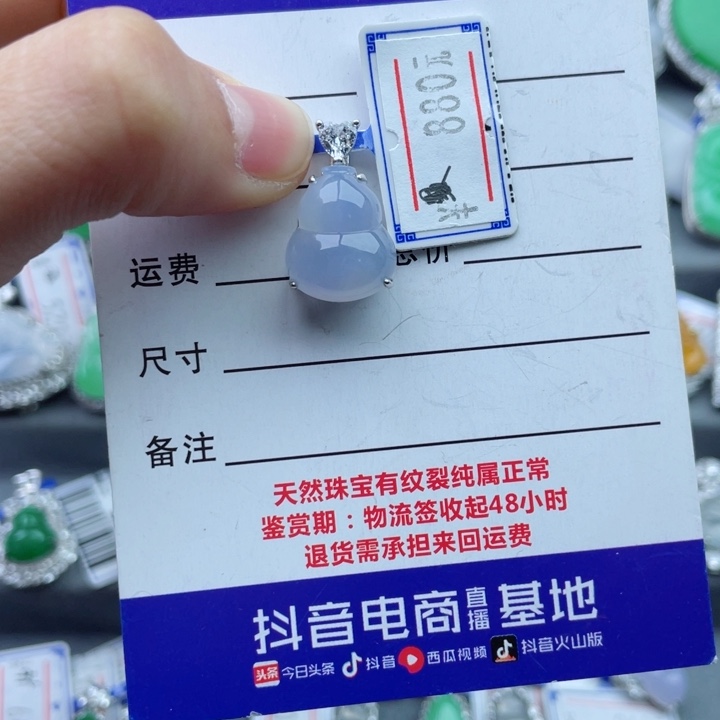 880元
运费
总价
尺寸
备注
天然珠宝有纹裂纯属正常
鉴赏期：物流签收起48小时
退货需承担来回运费
抖音电商直播基地
头条 今日头条 抖音 西瓜视频 抖音火山版